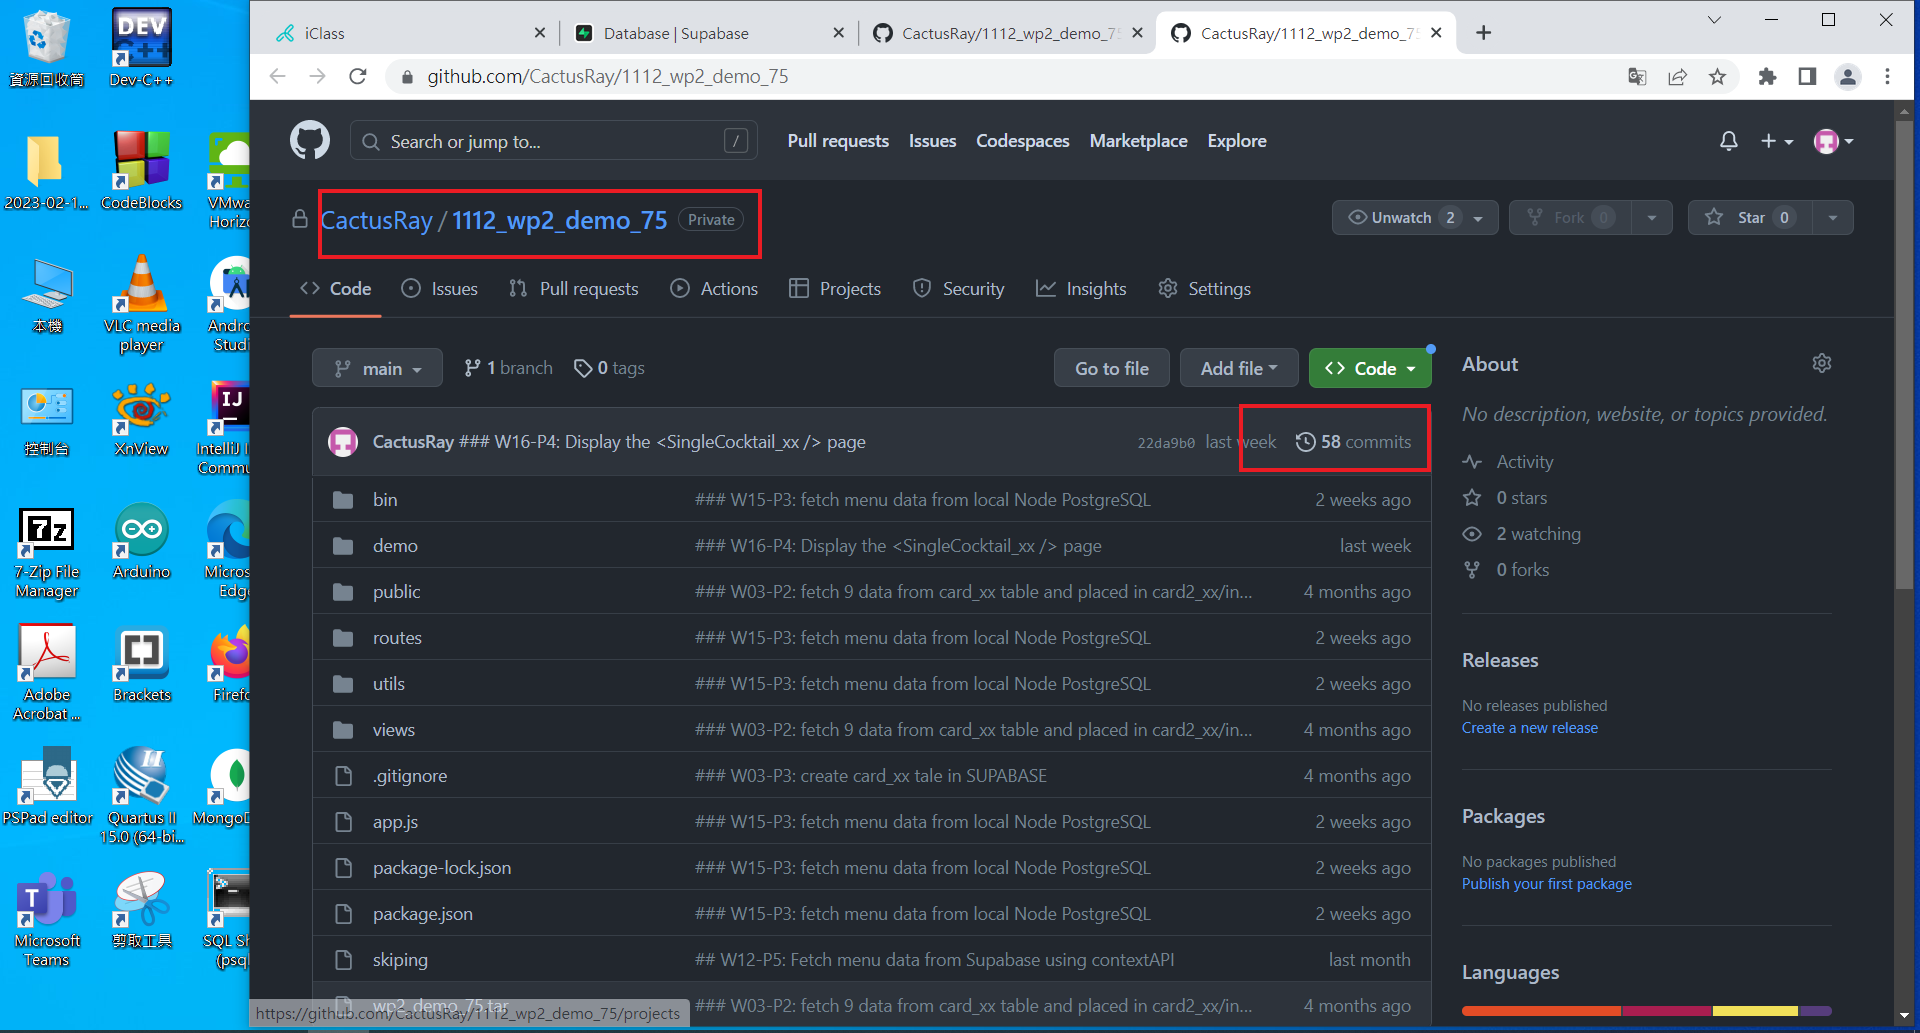 iClass
Database | Supabase
CactusRay/1112_wp2_demo_75
CactusRay/1112_wp2_demo_75
github.com/CactusRay/1112_wp2_demo_75
資源回收筒
Dev-C++
2023-02-1...
CodeBlocks
VMwa
Horizo
本機
VLC media
player
Andro
Studi
控制台
XnView
IntelliJ I
Commu
7-Zip File
Manager
Arduino
Micros
Edg
Adobe
Acrobat ...
Brackets
Firefo
PSPad editor
Quartus II
15.0 (64-bi...
MongoD
Microsoft
Teams
剪取工具
SQL Sh
(psql
Search or jump to...
/
Pull requests
Issues
Codespaces
Marketplace
Explore
CactusRay / 1112_wp2_demo_75 Private
Unwatch 2
Fork 0
Star 0
Code
Issues
Pull requests
Actions
Projects
Security
Insights
Settings
main
1 branch
0 tags
Go to file
Add file
Code
CactusRay ### W16-P4: Display the <SingleCocktail_xx /> page 22da9b0 last week 58 commits
bin ### W15-P3: fetch menu data from local Node PostgreSQL 2 weeks ago
demo ### W16-P4: Display the <SingleCocktail_xx /> page last week
public ### W03-P2: fetch 9 data from card_xx table and placed in card2_xx/in... 4 months ago
routes ### W15-P3: fetch menu data from local Node PostgreSQL 2 weeks ago
utils ### W15-P3: fetch menu data from local Node PostgreSQL 2 weeks ago
views ### W03-P2: fetch 9 data from card_xx table and placed in card2_xx/in... 4 months ago
.gitignore ### W03-P3: create card_xx tale in SUPABASE 4 months ago
app.js ### W15-P3: fetch menu data from local Node PostgreSQL 2 weeks ago
package-lock.json ### W15-P3: fetch menu data from local Node PostgreSQL 2 weeks ago
package.json ### W15-P3: fetch menu data from local Node PostgreSQL 2 weeks ago
skiping ## W12-P5: Fetch menu data from Supabase using contextAPI last month
wp2_demo_75.tar ### W03-P2: fetch 9 data from card_xx table and placed in card2_xx/in... 4 months ago
https://github.com/CactusRay/1112_wp2_demo_75/projects
About
No description, website, or topics provided.
Activity
0 stars
2 watching
0 forks
Releases
No releases published
Create a new release
Packages
No packages published
Publish your first package
Languages